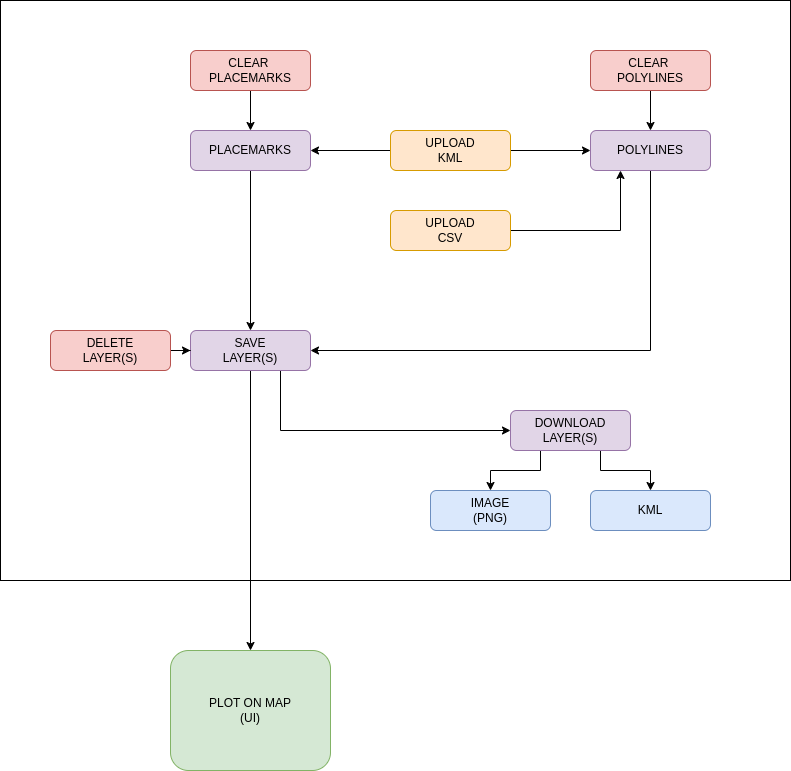 CLEAR
PLACEMARKS
CLEAR
POLYLINES
PLACEMARKS
UPLOAD
KML
POLYLINES
UPLOAD
CSV
DELETE
LAYER(S)
SAVE
LAYER(S)
DOWNLOAD
LAYER(S)
IMAGE
(PNG)
KML
PLOT ON MAP
(UI)